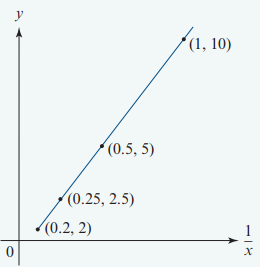 y
(1, 10)
(0.5, 5)
(0.25, 2.5)
(0.2, 2)
0
1/x